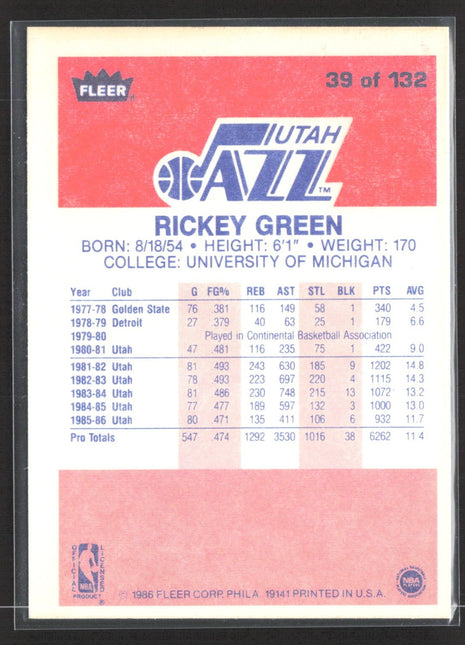 FLEER
39 of 132
UTAH
JAZZ TM
RICKEY GREEN
BORN: 8/18/54 • HEIGHT: 6'1" • WEIGHT: 170
COLLEGE: UNIVERSITY OF MICHIGAN
Year Club G FG% REB AST STL BLK PTS AVG
1977-78 Golden State 76 .381 116 149 58 1 340 4.5
1978-79 Detroit 27 .379 40 63 25 1 179 6.6
1979-80 Played in Continental Basketball Association
1980-81 Utah 47 .481 116 235 75 1 422 9.0
1981-82 Utah 81 .493 243 630 185 9 1202 14.8
1982-83 Utah 78 .493 223 697 220 4 1115 14.3
1983-84 Utah 81 .486 230 748 215 13 1072 13.2
1984-85 Utah 77 .477 189 597 132 3 1000 13.0
1985-86 Utah 80 .471 135 411 106 6 932 11.7
Pro Totals 547 .474 1292 3530 1016 38 6262 11.4
OFFICIAL LICENSED
NBA
PRODUCT
NBA
© 1986 FLEER CORP. PHILA. 19141 PRINTED IN U.S.A.